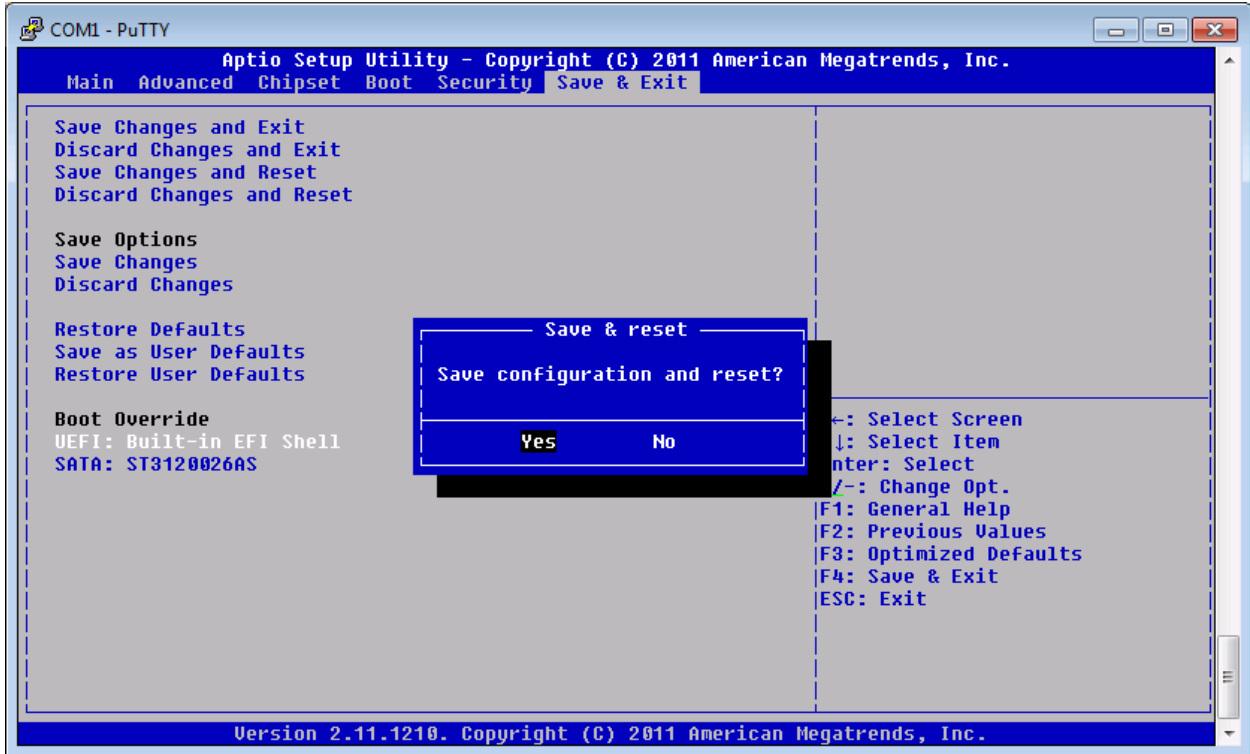 COM1 - PuTTY
Aptio Setup Utility - Copyright (C) 2011 American Megatrends, Inc.
Main Advanced Chipset Boot Security Save & Exit
Save Changes and Exit
Discard Changes and Exit
Save Changes and Reset
Discard Changes and Reset
Save Options
Save Changes
Discard Changes
Restore Defaults
Save as User Defaults
Restore User Defaults
Boot Override
UEFI: Built-in EFI Shell
SATA: ST3120026AS
Save & reset
Save configuration and reset?
Yes No
←: Select Screen
↓: Select Item
nter: Select
/-: Change Opt.
F1: General Help
F2: Previous Values
F3: Optimized Defaults
F4: Save & Exit
ESC: Exit
Version 2.11.1210. Copyright (C) 2011 American Megatrends, Inc.